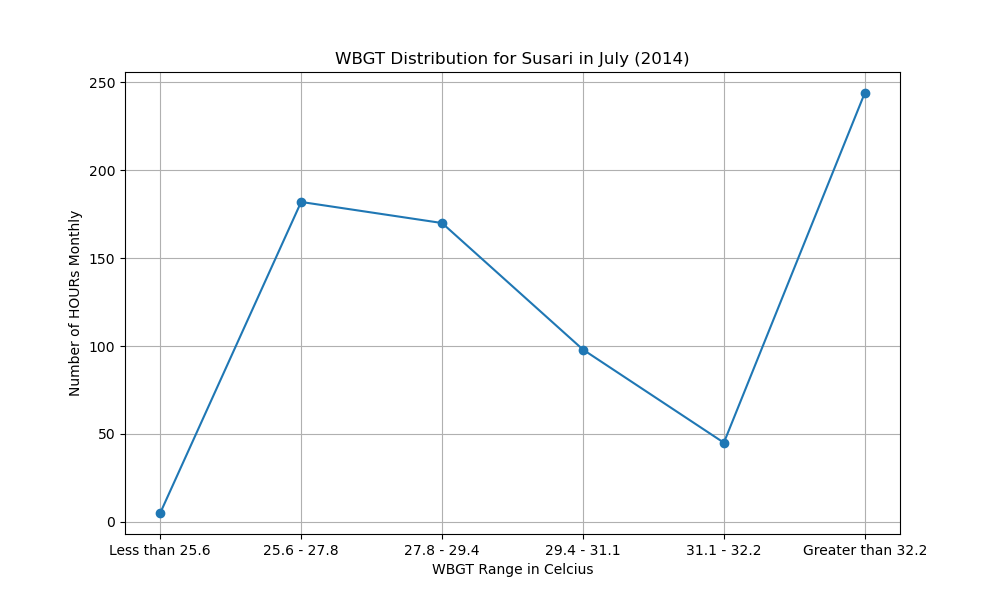 WBGT Distribution for Susari in July (2014)
Number of HOURs Monthly
250
200
150
100
50
0
Less than 25.6
25.6 - 27.8
27.8 - 29.4
29.4 - 31.1
31.1 - 32.2
Greater than 32.2
WBGT Range in Celcius